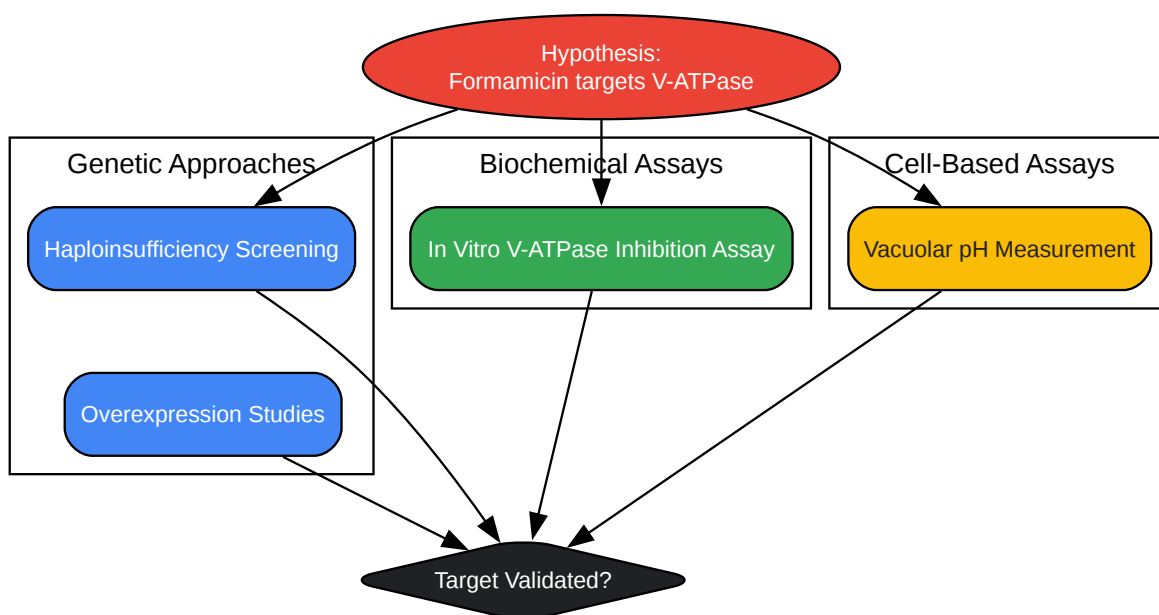 Hypothesis:
Formamicin targets V-ATPase
Genetic Approaches
Biochemical Assays
Cell-Based Assays
Haploinsufficiency Screening
In Vitro V-ATPase Inhibition Assay
Vacuolar pH Measurement
Overexpression Studies
Target Validated?